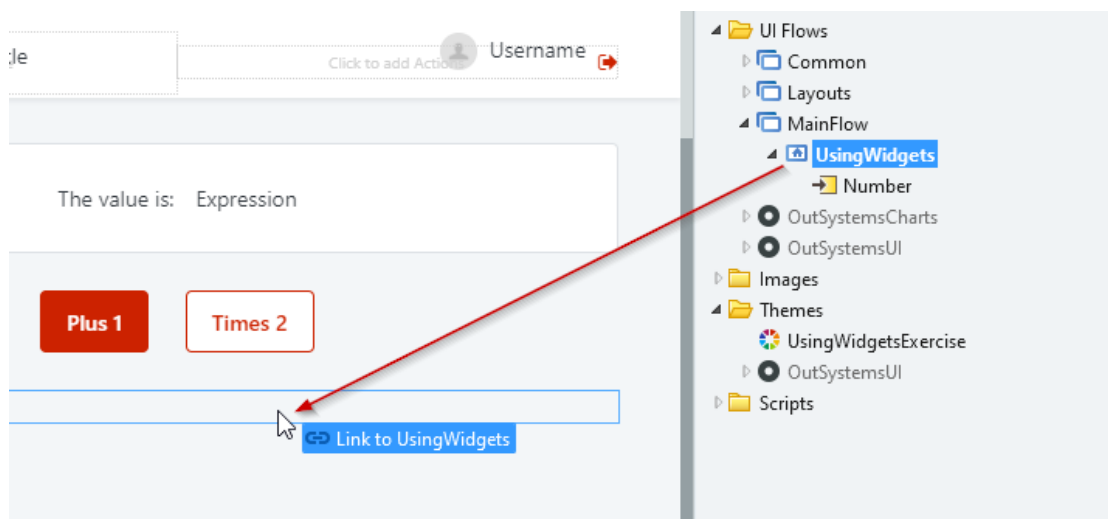 tle
Click to add Actions
Username
The value is: Expression
Plus 1
Times 2
Link to UsingWidgets
UI Flows
Common
Layouts
MainFlow
UsingWidgets
Number
OutSystemsCharts
OutSystemsUI
Images
Themes
UsingWidgetsExercise
OutSystemsUI
Scripts